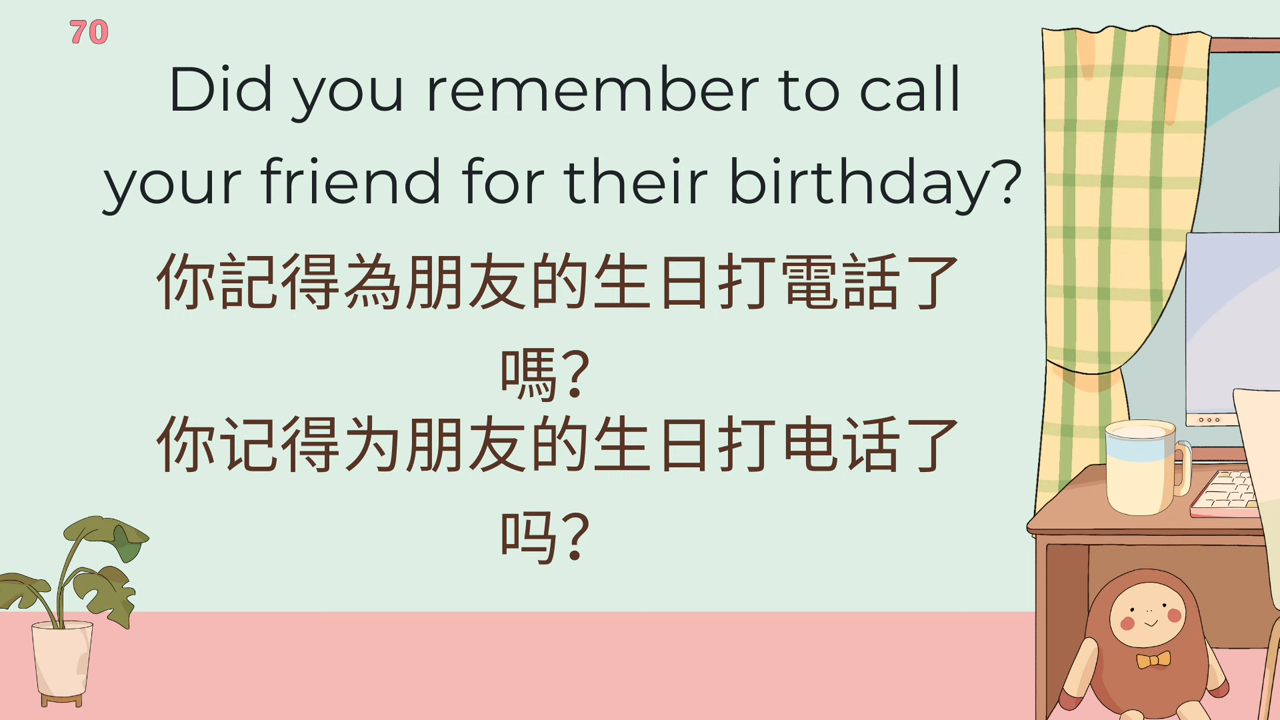 70
Did you remember to call
your friend for their birthday?
你記得為朋友的生日打電話了
嗎？
你记得为朋友的生日打电话了
吗？